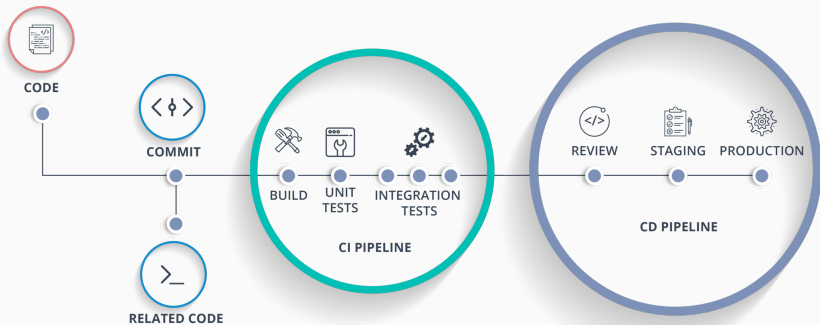 CODE
COMMIT
RELATED CODE
BUILD
UNIT
TESTS
INTEGRATION
TESTS
CI PIPELINE
REVIEW
STAGING
PRODUCTION
CD PIPELINE